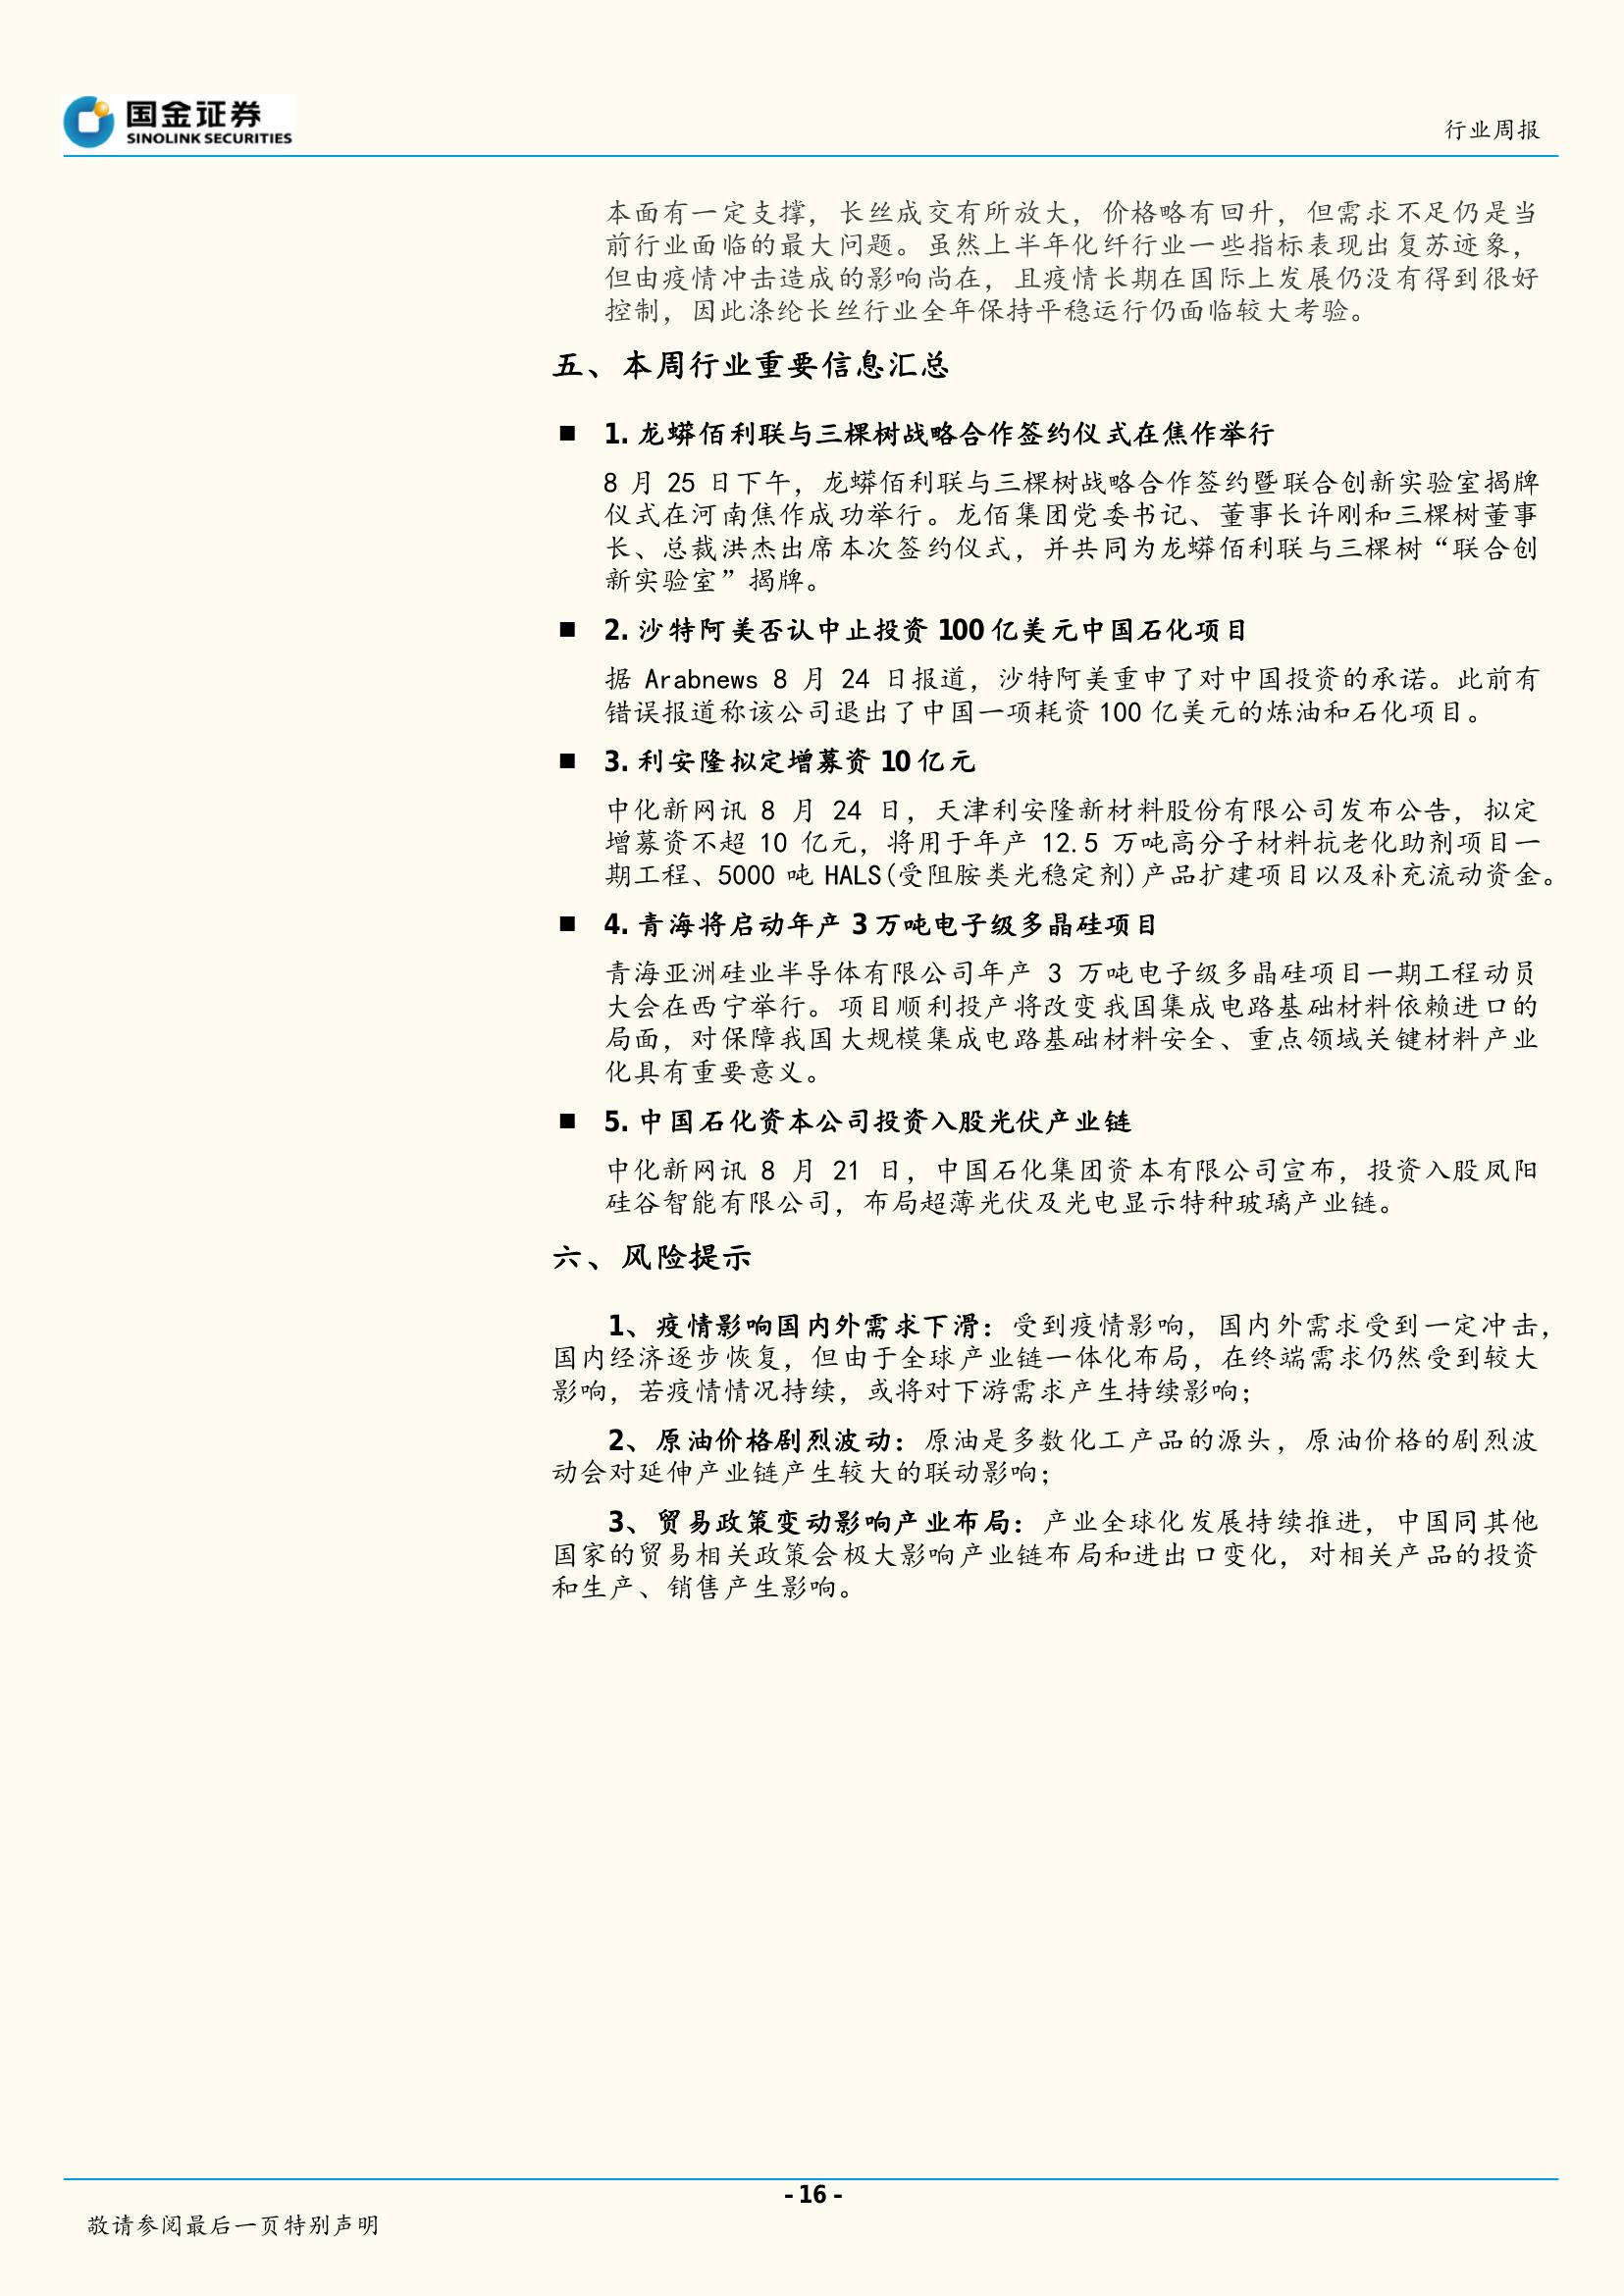 国金证券
SINOLINK SECURITIES
行业周报
本面有一定支撑，长丝成交有所放大，价格略有回升，但需求不足仍是当
前行业面临的最大问题。虽然上半年化纤行业一些指标表现出复苏迹象，
但由疫情冲击造成的影响尚在，且疫情长期在国际上发展仍没有得到很好
控制，因此涤纶长丝行业全年保持平稳运行仍面临较大考验。
五、本周行业重要信息汇总
■ 1. 龙蟒佰利联与三棵树战略合作签约仪式在焦作举行
8 月 25 日下午，龙蟒佰利联与三棵树战略合作签约暨联合创新实验室揭牌
仪式在河南焦作成功举行。龙佰集团党委书记、董事长许刚和三棵树董事
长、总裁洪杰出席本次签约仪式，并共同为龙蟒佰利联与三棵树“联合创
新实验室”揭牌。
■ 2. 沙特阿美否认中止投资 100 亿美元中国石化项目
据 Arabnews 8 月 24 日报道，沙特阿美重申了对中国投资的承诺。此前有
错误报道称该公司退出了中国一项耗资 100 亿美元的炼油和石化项目。
■ 3. 利安隆拟定增募资 10 亿元
中化新网讯 8 月 24 日，天津利安隆新材料股份有限公司发布公告，拟定
增募资不超 10 亿元，将用于年产 12.5 万吨高分子材料抗老化助剂项目一
期工程、5000 吨 HALS(受阻胺类光稳定剂)产品扩建项目以及补充流动资金。
■ 4. 青海将启动年产 3 万吨电子级多晶硅项目
青海亚洲硅业半导体有限公司年产 3 万吨电子级多晶硅项目一期工程动员
大会在西宁举行。项目顺利投产将改变我国集成电路基础材料依赖进口的
局面，对保障我国大规模集成电路基础材料安全、重点领域关键材料产业
化具有重要意义。
■ 5. 中国石化资本公司投资入股光伏产业链
中化新网讯 8 月 21 日，中国石化集团资本有限公司宣布，投资入股凤阳
硅谷智能有限公司，布局超薄光伏及光电显示特种玻璃产业链。
六、风险提示
1、疫情影响国内外需求下滑：受到疫情影响，国内外需求受到一定冲击，
国内经济逐步恢复，但由于全球产业链一体化布局，在终端需求仍然受到较大
影响，若疫情情况持续，或将对下游需求产生持续影响；
2、原油价格剧烈波动：原油是多数化工产品的源头，原油价格的剧烈波
动会对延伸产业链产生较大的联动影响；
3、贸易政策变动影响产业布局：产业全球化发展持续推进，中国同其他
国家的贸易相关政策会极大影响产业链布局和进出口变化，对相关产品的投资
和生产、销售产生影响。
- 16 -
敬请参阅最后一页特别声明